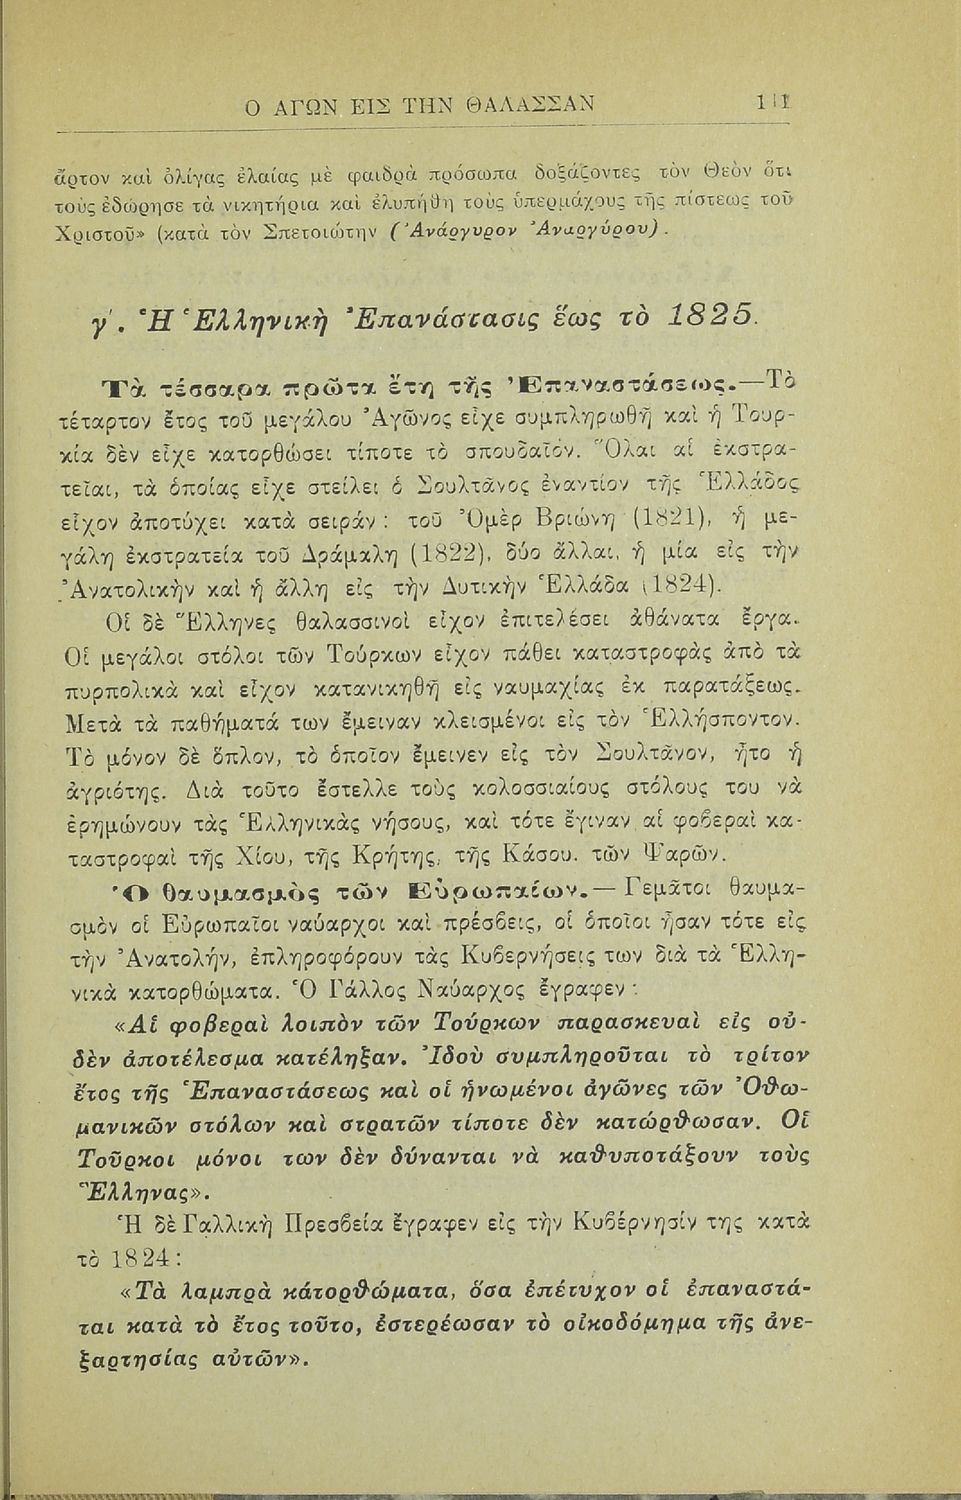 Ο ΑΓΩΝ ΕΙΣ ΤΗΝ ΘΑΛΑΣΣΑΝ 111
ἄρτον καὶ ὀλίγας ἐλαίας μὲ φαιδρὰ πρόσωπα δοξάζοντες τὸν Θεὸν ὅτι
τοὺς ἐδώρησε τὰ νικητήρια καὶ ἐλυπήθη τοὺς ὑπερμάχους τῆς πίστεως τοῦ
Χριστοῦ» (κατὰ τὸν Σπετσιώτην (Ἀνάργυρον Ἀναργύρου).
γ'. Ἡ Ἑλληνικὴ Ἐπανάστασις ἕως τὸ 1825.
Τὰ τέσσαρα πρῶτα ἔτη τῆς Ἐπαναστάσεως.—Τὸ
τέταρτον ἔτος τοῦ μεγάλου Ἀγῶνος εἶχε συμπληρωθῆ καὶ ἡ Τουρ-
κία δὲν εἶχε κατορθώσει τίποτε τὸ σπουδαῖόν. Ὅλαι αἱ ἐκστρα-
τεῖαι, τὰ ὁποίας εἶχε στείλει ὁ Σουλτᾶνος ἐναντίον τῆς Ἑλλάδος
εἶχον ἀποτύχει κατὰ σειράν : τοῦ Ὀμὲρ Βριώνη (1821), ἡ με-
γάλη ἐκστρατεία τοῦ Δράμαλη (1822), δύο ἄλλαι, ἡ μία εἰς τὴν
Ἀνατολικὴν καὶ ἡ ἄλλη εἰς τὴν Δυτικὴν Ἑλλάδα (1824).
Οἱ δὲ Ἕλληνες θαλασσινοὶ εἶχον ἐπιτελέσει ἀθάνατα ἔργα.
Οἱ μεγάλοι στόλοι τῶν Τούρκων εἶχον πάθει καταστροφὰς ἀπὸ τὰ
πυρπολικὰ καὶ εἶχον κατανικηθῆ εἰς ναυμαχίας ἐκ παρατάξεως.
Μετὰ τὰ παθήματά των ἔμειναν κλεισμένοι εἰς τὸν Ἑλλήσποντον.
Τὸ μόνον δὲ ὅπλον, τὸ ὁποῖον ἔμεινεν εἰς τὸν Σουλτᾶνον, ἦτο ἡ
ἀγριότης. Διὰ τοῦτο ἔστελλε τοὺς κολοσσιαίους στόλους του νὰ
ἐρημώνουν τὰς Ἑλληνικὰς νήσους, καὶ τότε ἔγιναν αἱ φοβεραὶ κα-
ταστροφαὶ τῆς Χίου, τῆς Κρήτης, τῆς Κάσου. τῶν Ψαρῶν.
Ὁ θαυμασμὸς τῶν Εὐρωπαίων.— Γεμᾶτοι θαυμα-
σμὸν οἱ Εὐρωπαῖοι ναύαρχοι καὶ πρέσβεις, οἱ ὁποῖοι ἦσαν τότε εἰς
τὴν Ἀνατολήν, ἐπληροφόρουν τὰς Κυβερνήσεις των διὰ τὰ Ἑλλη-
νικὰ κατορθώματα. Ὁ Γάλλος Ναύαρχος ἔγραφεν :
«Αἱ φοβεραὶ λοιπὸν τῶν Τούρκων παρασκευαὶ εἰς οὐ-
δὲν ἀποτέλεσμα κατέληξαν. Ἰδοὺ συμπληροῦται τὸ τρίτον
ἔτος τῆς Ἐπαναστάσεως καὶ οἱ ἡνωμένοι ἀγῶνες τῶν Ὀθω-
μανικῶν στόλων καὶ στρατῶν τίποτε δὲν κατώρθωσαν. Οἱ
Τοῦρκοι μόνοι των δὲν δύνανται νὰ καθυποτάξουν τοὺς
Ἕλληνας».
Ἡ δὲ Γαλλικὴ Πρεσβεία ἔγραφεν εἰς τὴν Κυβέρνησίν της κατὰ
τὸ 1824 :
«Τὰ λαμπρὰ κάτορθώματα, ὅσα ἐπέτυχον οἱ ἐπαναστά-
ται κατὰ τὸ ἔτος τοῦτο, ἐστερέωσαν τὸ οἰκοδόμημα τῆς ἀνε-
ξαρτησίας αὐτῶν».